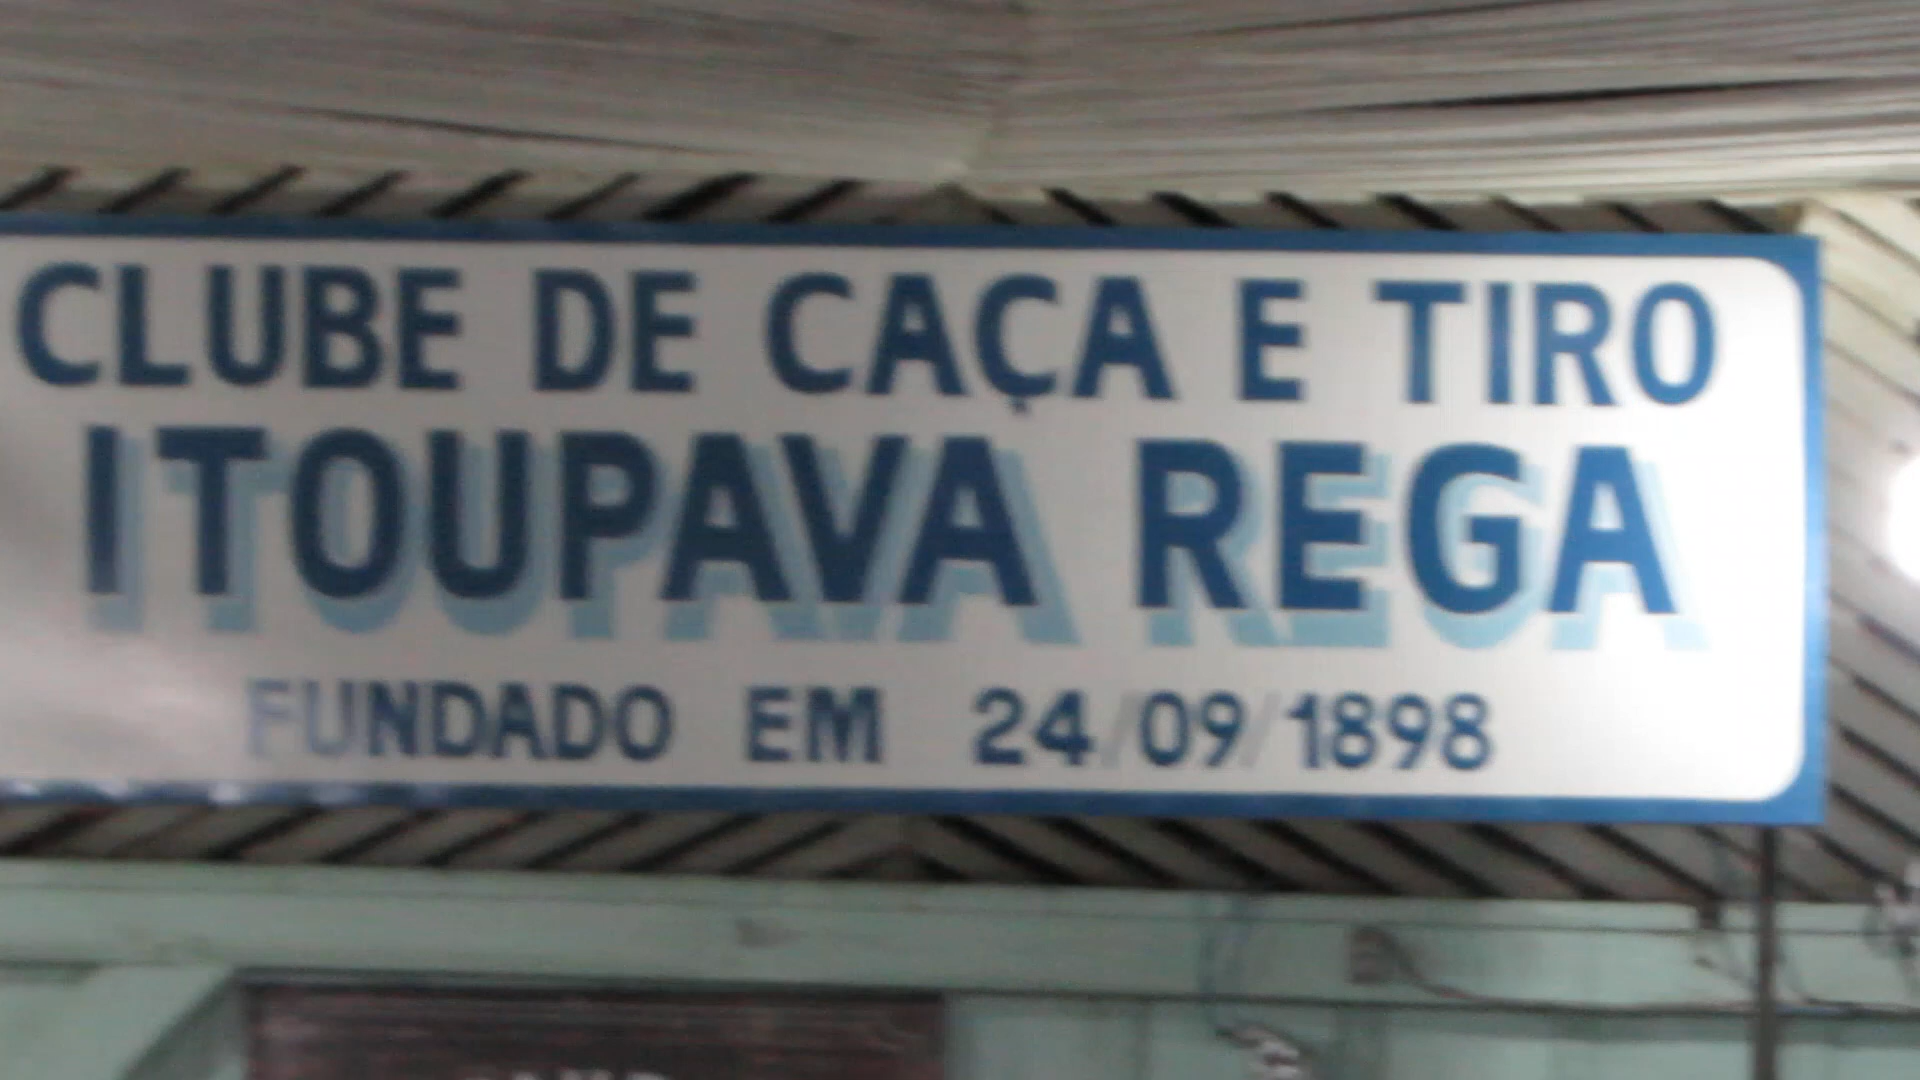 CLUBE DE CAÇA E TIRO
ITOUPAVA REGA
FUNDADO EM 24/09/1898